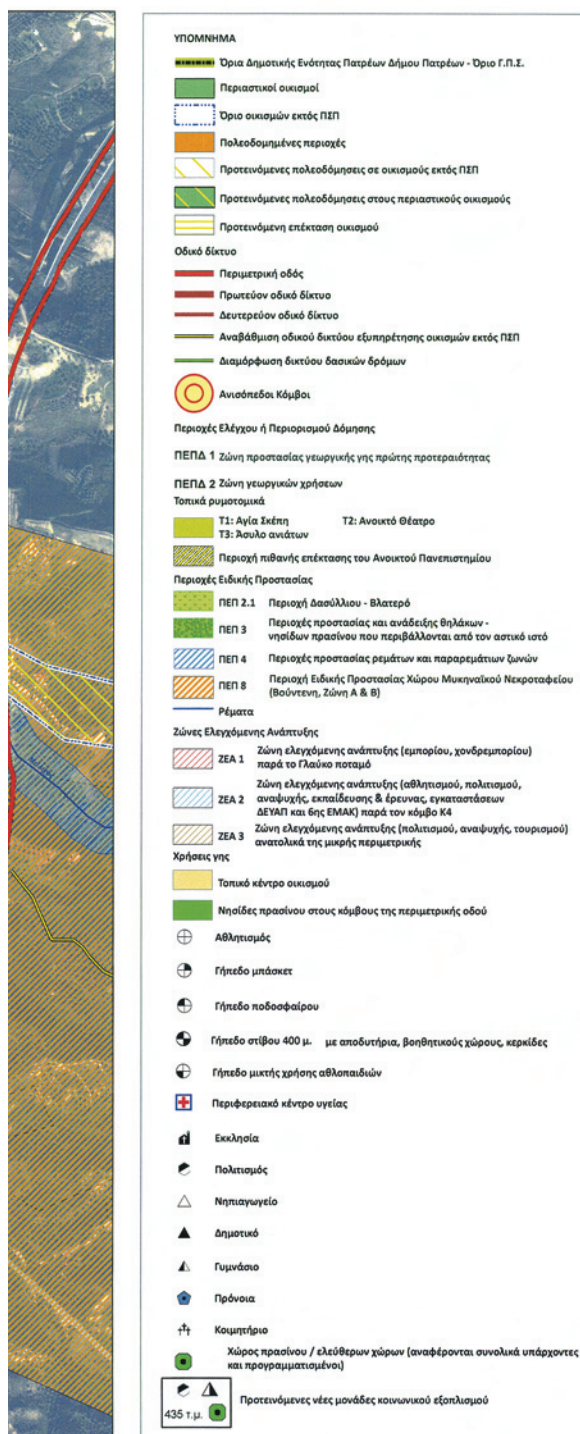 ΥΠΟΜΝΗΜΑ
Όρια Δημοτικής Ενότητας Πατρέων Δήμου Πατρέων - Όριο Γ.Π.Σ.
Περιαστικοί οικισμοί
Όριο οικισμών εκτός ΠΣΠ
Πολεοδομημένες περιοχές
Προτεινόμενες πολεοδομήσεις σε οικισμούς εκτός ΠΣΠ
Προτεινόμενες πολεοδομήσεις στους περιαστικούς οικισμούς
Προτεινόμενη επέκταση οικισμού
Οδικό δίκτυο
Περιμετρική οδός
Πρωτεύον οδικό δίκτυο
Δευτερεύον οδικό δίκτυο
Αναβάθμιση οδικού δικτύου εξυπηρέτησης οικισμών εκτός ΠΣΠ
Διαμόρφωση δικτύου δασικών δρόμων
Ανισόπεδοι Κόμβοι
Περιοχές Ελέγχου ή Περιορισμού Δόμησης
ΠΕΠΔ 1 Ζώνη προστασίας γεωργικής γης πρώτης προτεραιότητας
ΠΕΠΔ 2 Ζώνη γεωργικών χρήσεων
Τοπικά ρυμοτομικά
Τ1: Αγία Σκέπη Τ2: Ανοικτό Θέατρο
Τ3: Άσυλο ανιάτων
Περιοχή πιθανής επέκτασης του Ανοικτού Πανεπιστημίου
Περιοχές Ειδικής Προστασίας
ΠΕΠ 2.1 Περιοχή Δασύλλιου - Βλατερό
ΠΕΠ 3 Περιοχές προστασίας και ανάδειξης θηλάκων -
νησίδων πρασίνου που περιβάλλονται από τον αστικό ιστό
ΠΕΠ 4 Περιοχές προστασίας ρεμάτων και παραρεμάτιων ζωνών
ΠΕΠ 8 Περιοχή Ειδικής Προστασίας Χώρου Μυκηναϊκού Νεκροταφείου
(Βούντενη, Ζώνη Α & Β)
Ρέματα
Ζώνες Ελεγχόμενης Ανάπτυξης
ΖΕΑ 1 Ζώνη ελεγχόμενης ανάπτυξης (εμπορίου, χονδρεμπορίου)
παρά το Γλαύκο ποταμό
ΖΕΑ 2 Ζώνη ελεγχόμενης ανάπτυξης (αθλητισμού, πολιτισμού,
αναψυχής, εκπαίδευσης & έρευνας, εγκαταστάσεων
ΔΕΥΑΠ και 6ης ΕΜΑΚ) παρά τον κόμβο Κ4
ΖΕΑ 3 Ζώνη ελεγχόμενης ανάπτυξης (πολιτισμού, αναψυχής, τουρισμού)
ανατολικά της μικρής περιμετρικής
Χρήσεις γης
Τοπικό κέντρο οικισμού
Νησίδες πρασίνου στους κόμβους της περιμετρικής οδού
Αθλητισμός
Γήπεδο μπάσκετ
Γήπεδο ποδοσφαίρου
Γήπεδο στίβου 400 μ. με αποδυτήρια, βοηθητικούς χώρους, κερκίδες
Γήπεδο μικτής χρήσης αθλοπαιδιών
Περιφερειακό κέντρο υγείας
Εκκλησία
Πολιτισμός
Νηπιαγωγείο
Δημοτικό
Γυμνάσιο
Πρόνοια
Κοιμητήριο
Χώρος πρασίνου / ελεύθερων χώρων (αναφέρονται συνολικά υπάρχοντες
και προγραμματισμένοι)
Προτεινόμενες νέες μονάδες κοινωνικού εξοπλισμού
435 τ.μ.